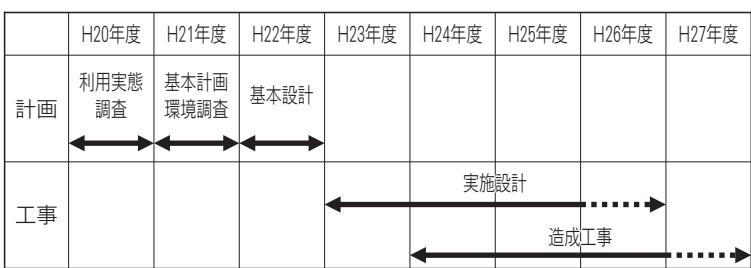 H20年度 H21年度 H22年度 H23年度 H24年度 H25年度 H26年度 H27年度
計画
利用実態
調査
基本計画
環境調査
基本設計
工事
実施設計
造成工事